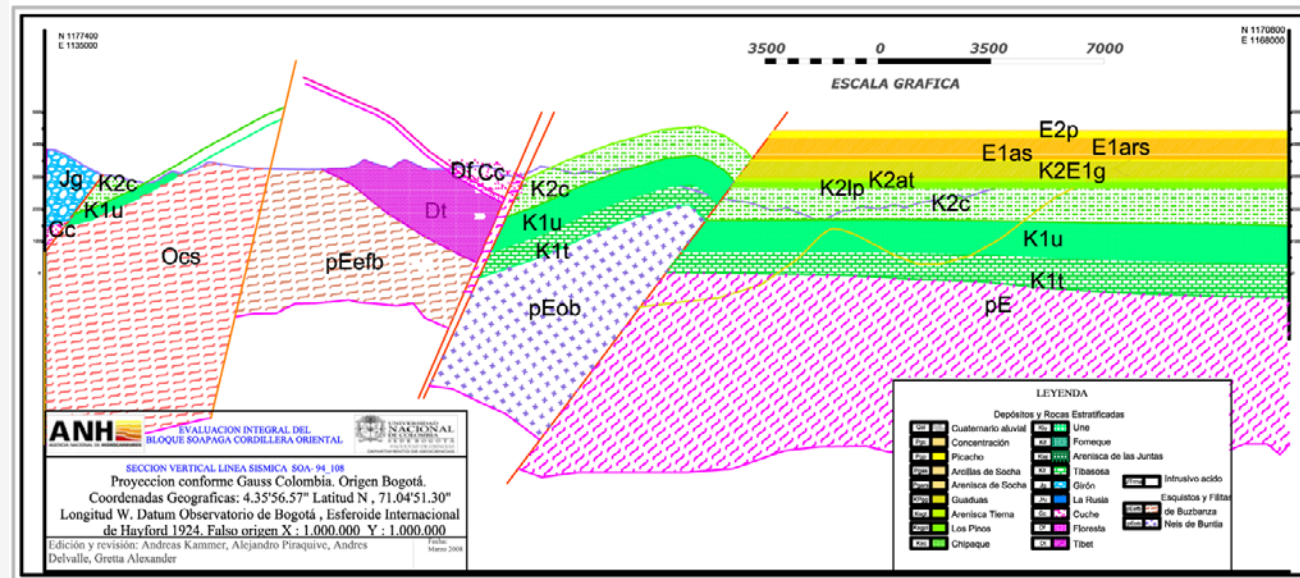 N 1177400
E 1135000
N 1170800
E 1168000
3500 0 3500 7000
ESCALA GRAFICA
E2p
E1as
E1ars
K2E1g
K2lp
K2at
K2c
K1u
K1t
pE
Jg
K2c
K1u
Cc
Ocs
pEefb
Df
Cc
Dt
K2c
K1u
K1t
pEob
ANH
EVALUACION INTEGRAL DEL
BLOQUE SOAPAGA CORDILLERA ORIENTAL
UNIVERSIDAD
NACIONAL
DE COLOMBIA
SECCION VERTICAL LINEA SISMICA SOA- 94_108
Proyeccion conforme Gauss Colombia. Origen Bogotá.
Coordenadas Geograficas: 4.35'56.57" Latitud N , 71.04'51.30"
Longitud W. Datum Observatorio de Bogotá , Esferoide Internacional
de Hayford 1924. Falso origen X : 1.000.000 Y : 1.000.000
Edición y revisión: Andreas Kammer, Alejandro Piraquive, Andres
Delvalle, Gretta Alexander
Fecha:
Marzo 2008
LEYENDA
Depósitos y Rocas Estratificadas
Cuaternario aluvial
Concentración
Picacho
Arcillas de Socha
Arenisca de Socha
Guaduas
Arenisca Tierna
Los Pinos
Chipaque
Une
Fomeque
Arenisca de las Juntas
Tibasosa
Girón
La Rusia
Cuche
Floresta
Tibet
Intrusivo acido
Esquistos y Filitas
de Buzbanza
Neis de Buntia